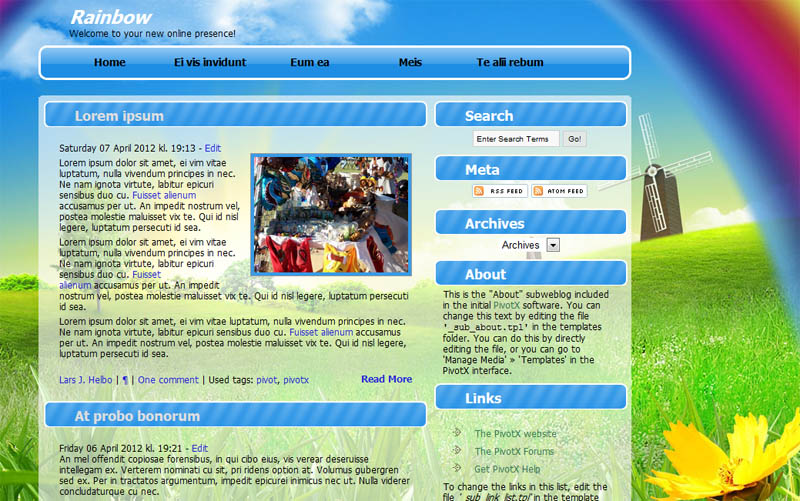 Rainbow
Welcome to your new online presence!
Home Ei vis invidunt Eum ea Meis Te alii rebum
Lorem ipsum
Saturday 07 April 2012 kl. 19:13 - Edit
Lorem ipsum dolor sit amet, ei vim vitae
luptatum, nulla vivendum principes in nec.
Ne nam ignota virtute, labitur epicuri
sensibus duo cu. Fuisset alienum
accusamus per ut. An impedit nostrum vel,
postea molestie maluisset vix te. Qui id nisl
legere, luptatum persecuti id sea.
Lorem ipsum dolor sit amet, ei vim vitae
luptatum, nulla vivendum principes in nec.
Ne nam ignota virtute, labitur epicuri
sensibus duo cu. Fuisset
alienum accusamus per ut. An impedit
nostrum vel, postea molestie maluisset vix te. Qui id nisl legere, luptatum persecuti
id sea.
Lorem ipsum dolor sit amet, ei vim vitae luptatum, nulla vivendum principes in nec.
Ne nam ignota virtute, labitur epicuri sensibus duo cu. Fuisset alienum accusamus
per ut. An impedit nostrum vel, postea molestie maluisset vix te. Qui id nisl legere,
luptatum persecuti id sea.
Lars J. Helbo | ¶ | One comment | Used tags: pivot, pivotx Read More
At probo bonorum
Friday 06 April 2012 kl. 19:21 - Edit
An mel offendit copiosae forensibus, in qui cibo eius, vis verear deseruisse
intellegam ex. Verterem nominati cu sit, pri ridens option at. Volumus gubergren
sed ex. Per in tractatos argumentum, impedit epicurei inimicus nec ut. Nulla viderer
concludaturque cu nec.
Search
Enter Search Terms Go!
Meta
RSS FEED ATOM FEED
Archives
Archives
About
This is the "About" subweblog included
in the initial PivotX software. You can
change this text by editing the file
'_sub_about.tpl' in the templates
folder. You can do this by directly
editing the file, or you can go to
'Manage Media' » 'Templates' in the
PivotX interface.
Links
The PivotX website
The PivotX Forums
Get PivotX Help
To change the links in this list, edit the
file '_sub_link_list.tpl' in the template